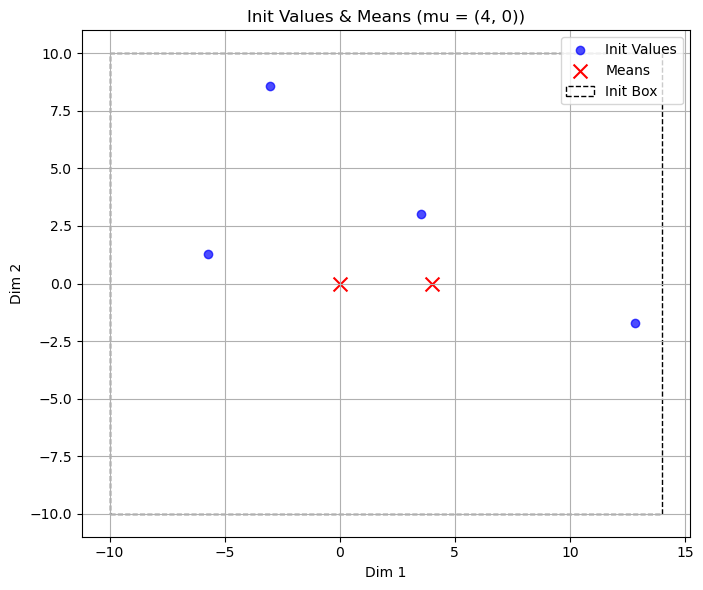 Init Values & Means (mu = (4, 0))
Init Values
Means
Init Box
10.0
7.5
5.0
2.5
0.0
−2.5
−5.0
−7.5
−10.0
Dim 2
−10
−5
0
5
10
15
Dim 1